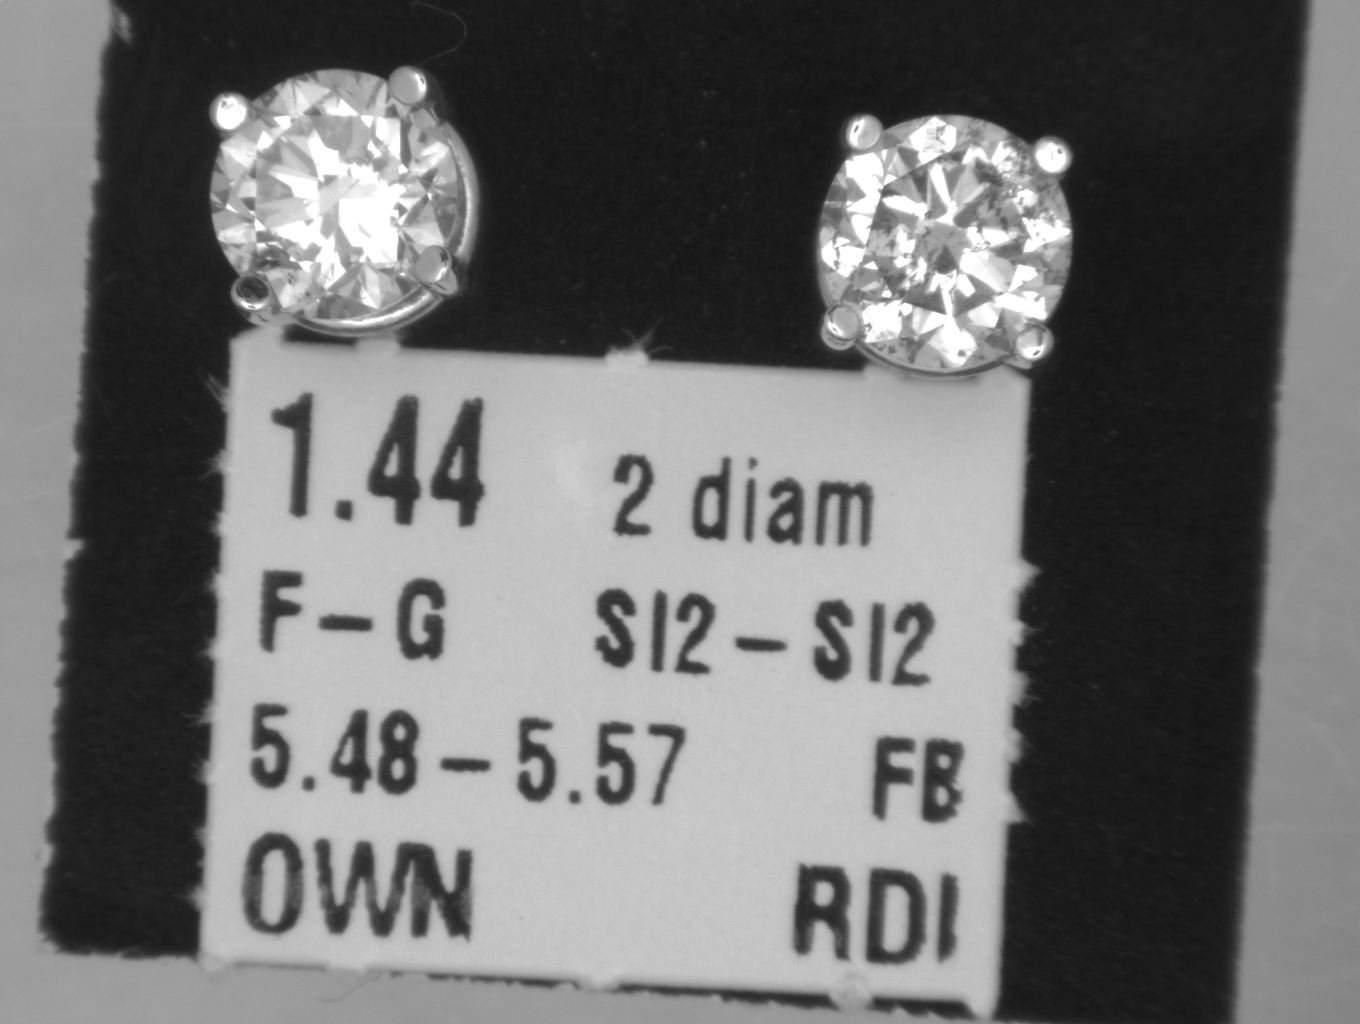 1.44 2 diam
F-G SI2-SI2
5.48-5.57 FB
OWN RDI